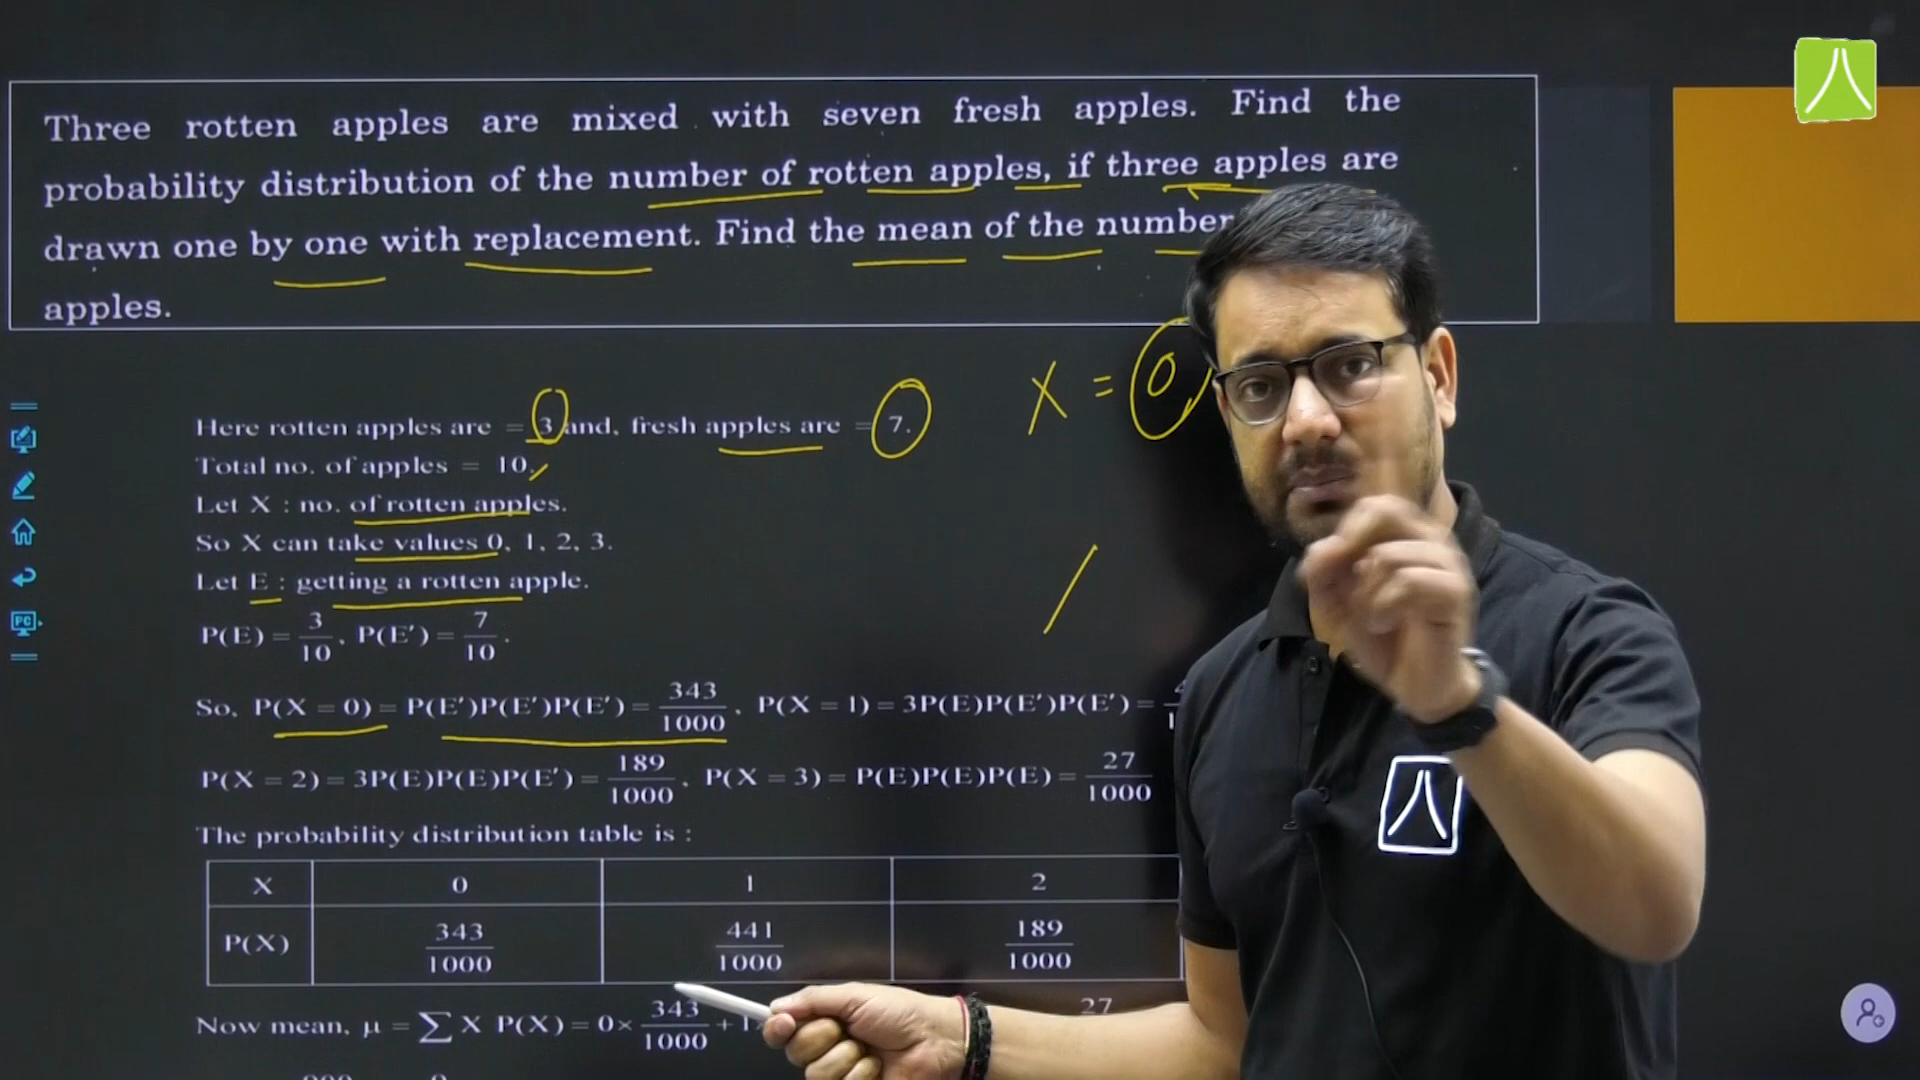 Three rotten apples are mixed with seven fresh apples. Find the
probability distribution of the number of rotten apples, if three apples are
drawn one by one with replacement. Find the mean of the number
apples.
X = 0
Here rotten apples are = 3 and, fresh apples are = 7.
Total no. of apples = 10.
Let X : no. of rotten apples.
So X can take values 0, 1, 2, 3.
Let E : getting a rotten apple.
P(E) = 3/10, P(E′) = 7/10.
So, P(X = 0) = P(E′)P(E′)P(E′) = 343/1000, P(X = 1) = 3P(E)P(E′)P(E′) =
P(X = 2) = 3P(E)P(E)P(E′) = 189/1000, P(X = 3) = P(E)P(E)P(E) = 27/1000
The probability distribution table is :
X 0 1 2
P(X) 343/1000 441/1000 189/1000
Now mean, μ = ∑ X P(X) = 0× 343/1000 + 1 27
PC